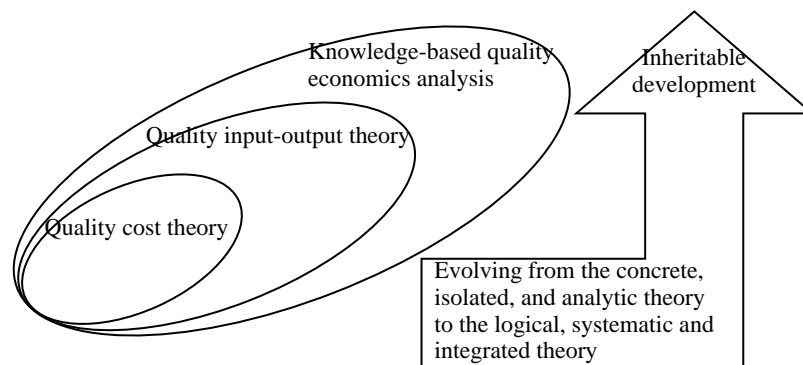 Knowledge-based quality
economics analysis
Inheritable
development
Quality input-output theory
Quality cost theory
Evolving from the concrete,
isolated, and analytic theory
to the logical, systematic and
integrated theory